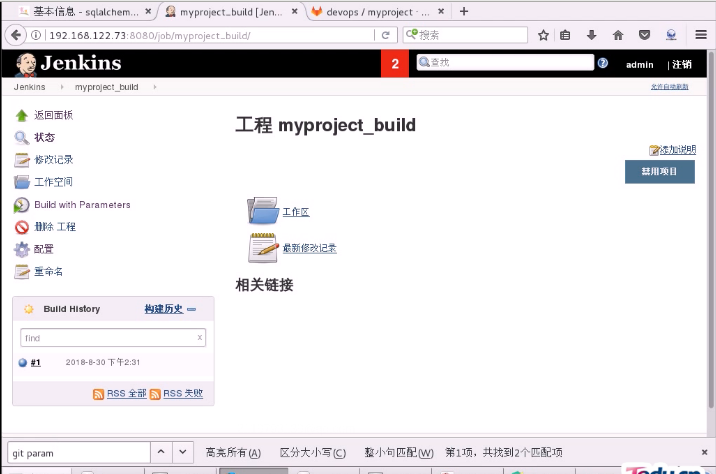 基本信息 - sqlalchem... ×
myproject_build [Jen... ×
devops / myproject · ... ×
+
192.168.122.73:8080/job/myproject_build/
搜索
Jenkins
2
查找
admin
| 注销
Jenkins
myproject_build
允许自动刷新
返回面板
状态
修改记录
工作空间
Build with Parameters
删除 工程
配置
重命名
工程 myproject_build
添加说明
禁用项目
工作区
最新修改记录
相关链接
Build History
构建历史
find
x
#1
2018-8-30 下午2:31
RSS 全部
RSS 失败
git param
高亮所有(A)
区分大小写(C)
整小句匹配(W)
第1项，共找到2个匹配项
×
Tedu.cn